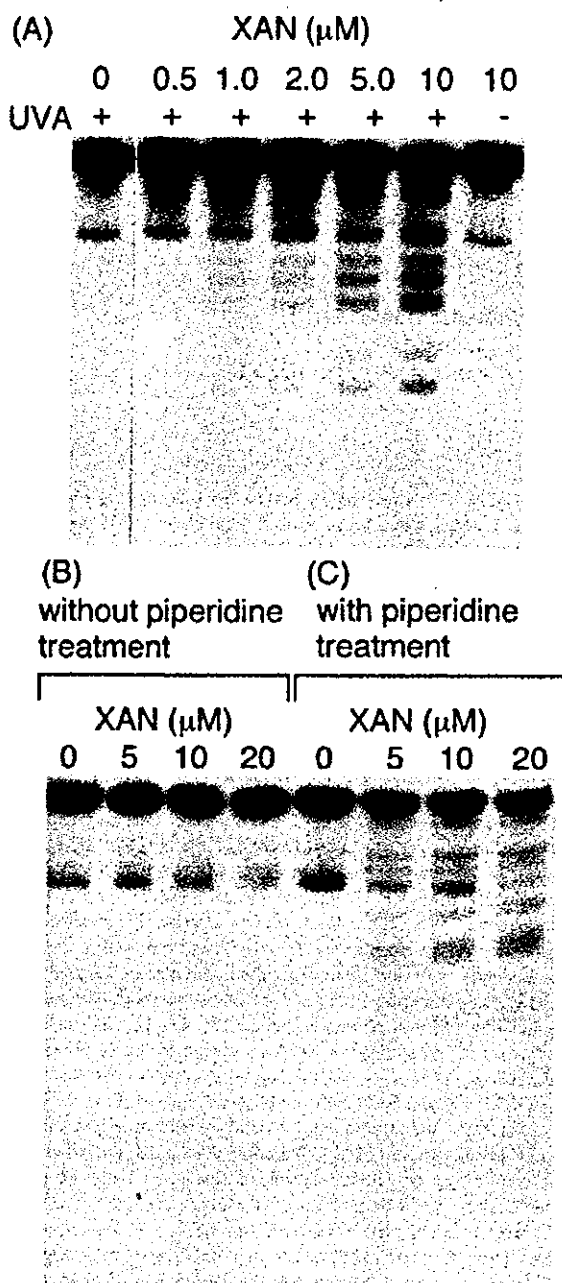 (A) XAN (μM)
0 0.5 1.0 2.0 5.0 10 10
UVA + + + + + + -
(B) (C)
without piperidine with piperidine
treatment treatment
XAN (μM) XAN (μM)
0 5 10 20 0 5 10 20